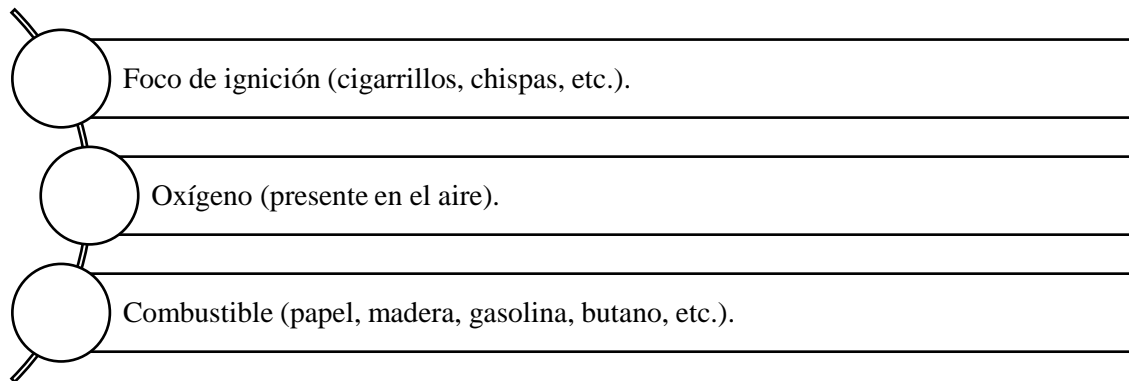 Foco de ignición (cigarrillos, chispas, etc.).
Oxígeno (presente en el aire).
Combustible (papel, madera, gasolina, butano, etc.).